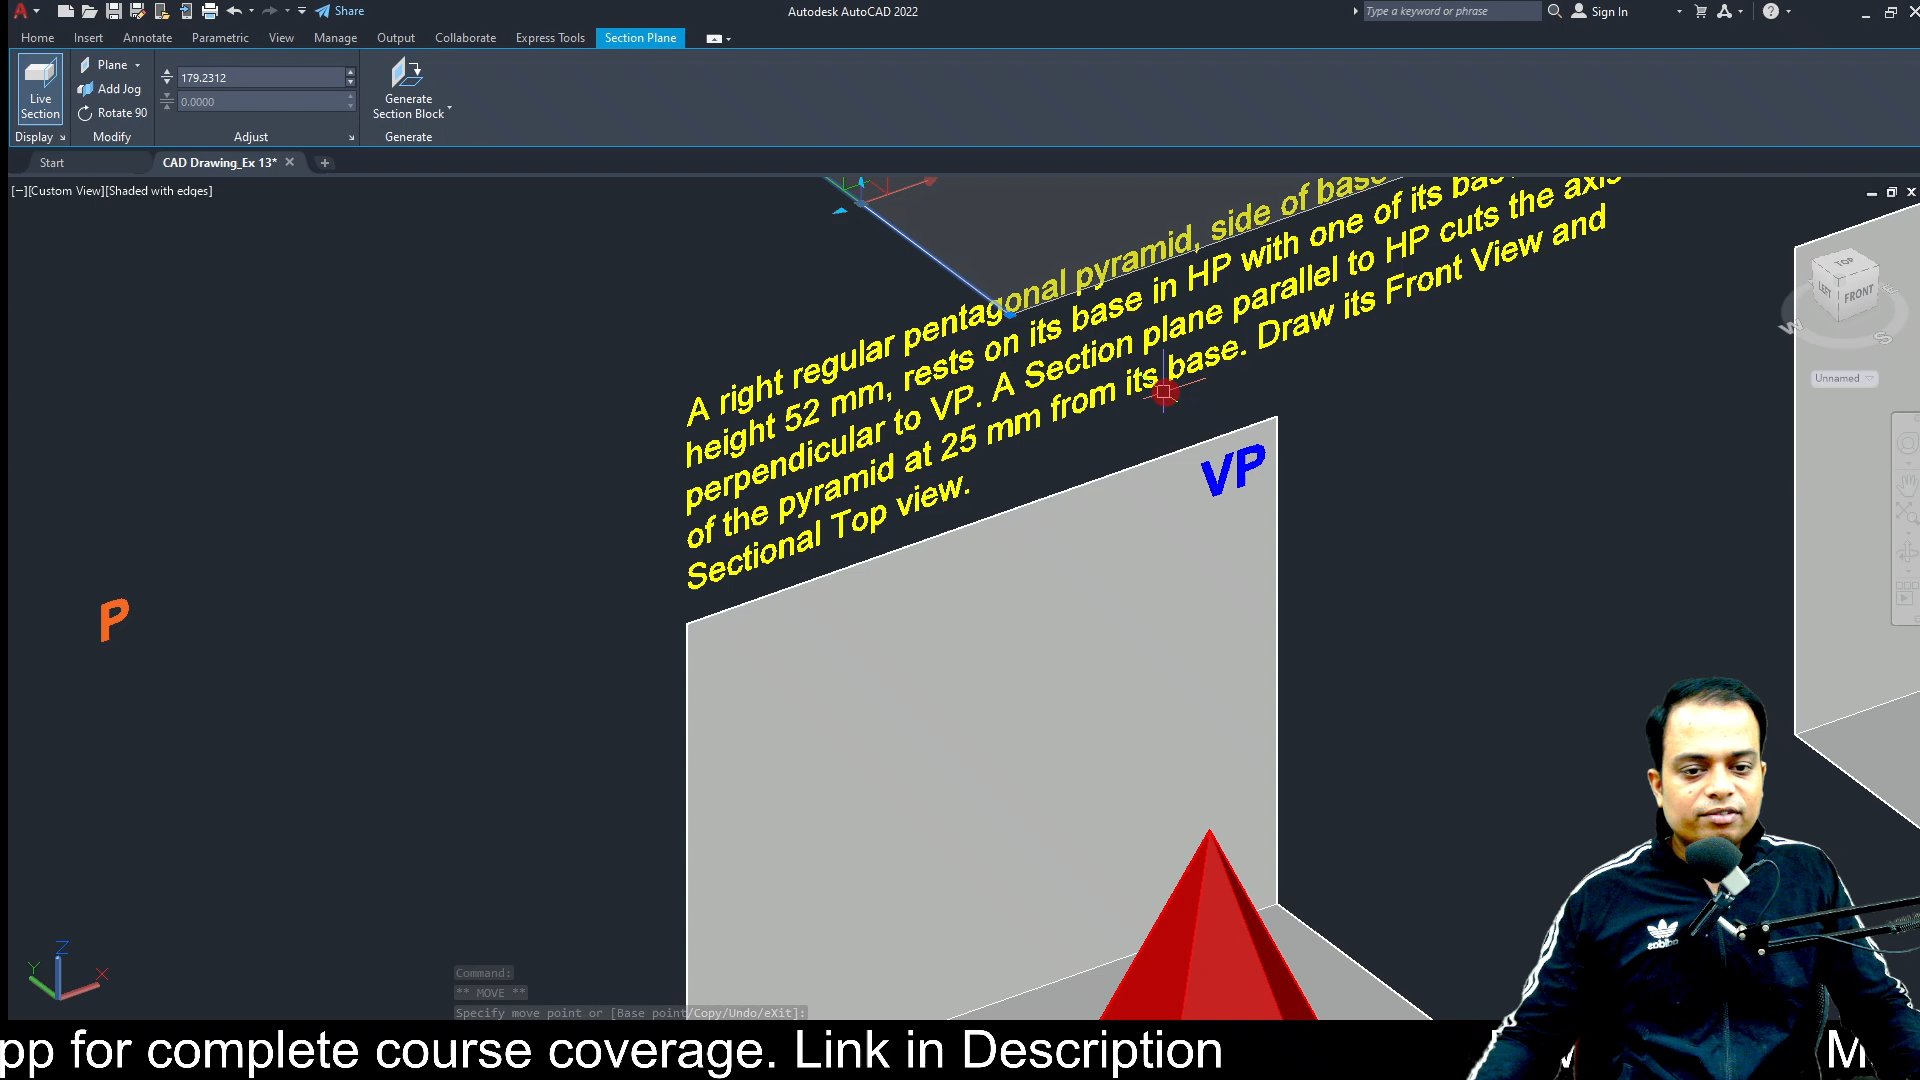 Share
Autodesk AutoCAD 2022
Type a keyword or phrase
Sign In
Home Insert Annotate Parametric View Manage Output Collaborate Express Tools Section Plane
Live Section
Plane
Add Jog
Rotate 90
179.2312
0.0000
Generate Section Block
Display Modify Adjust Generate
Start CAD Drawing_Ex 13*
[−][Custom View][Shaded with edges]
A right regular pentagonal pyramid, side of base
height 52 mm, rests on its base in HP with one of its
perpendicular to VP. A Section plane parallel to HP cuts the axis
of the pyramid at 25 mm from its base. Draw its Front View and
Sectional Top view.
VP
P
TOP
LEFT FRONT
W S
Unnamed
Z
Y X
Command:
** MOVE **
Specify move point or [Base point/Copy/Undo/eXit]:
adidas
pp for complete course coverage. Link in Description
M